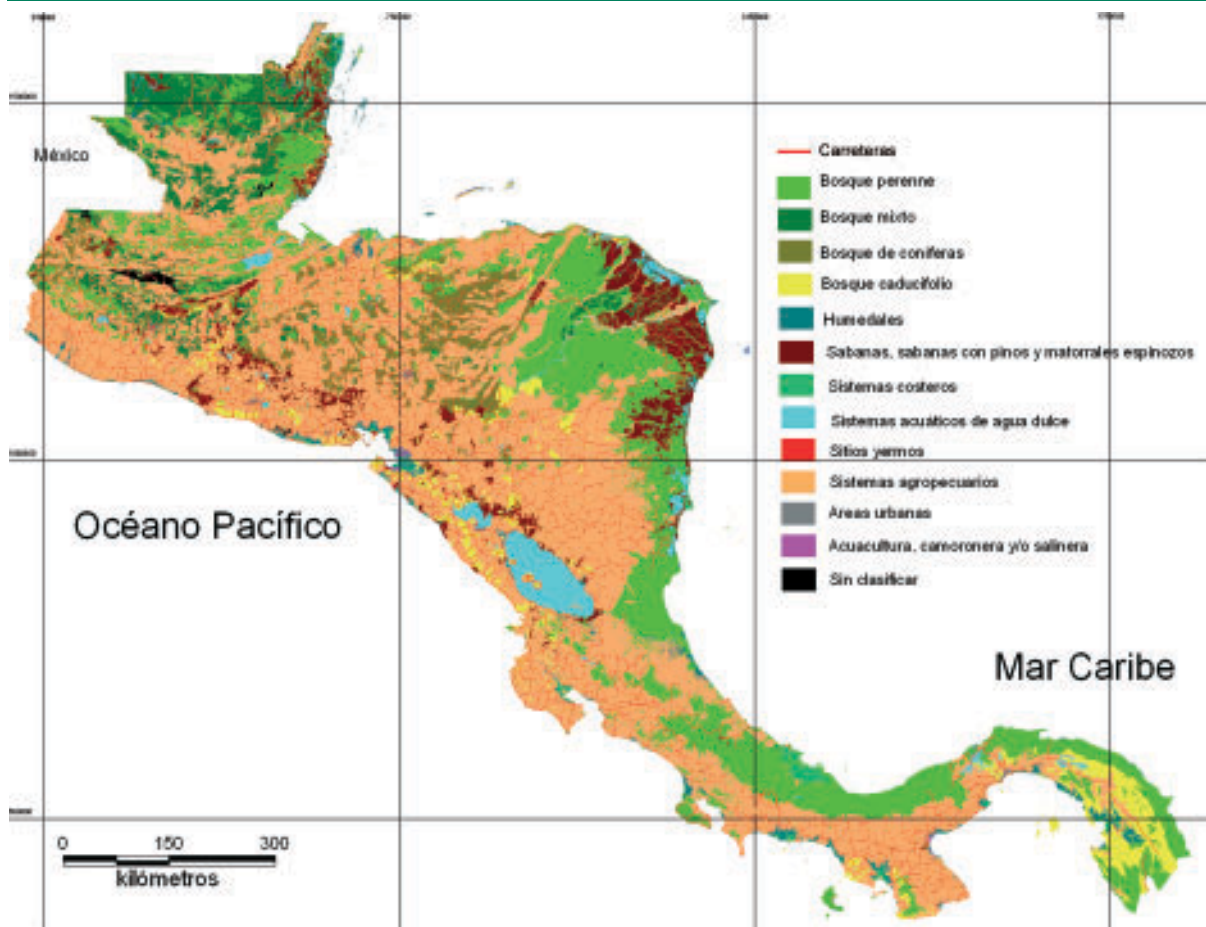 México
Carreteras
Bosque perenne
Bosque mixto
Bosque de coniferas
Bosque caducifolio
Humedales
Sabanas, sabanas con pinos y matorrales espinozos
Sistemas costeros
Sistemas acuáticos de agua dulce
Sitios yermos
Sistemas agropecuarios
Areas urbanas
Acuacultura, camoronera y/o salinera
Sin clasificar
Océano Pacífico
Mar Caribe
0 150 300
kilómetros